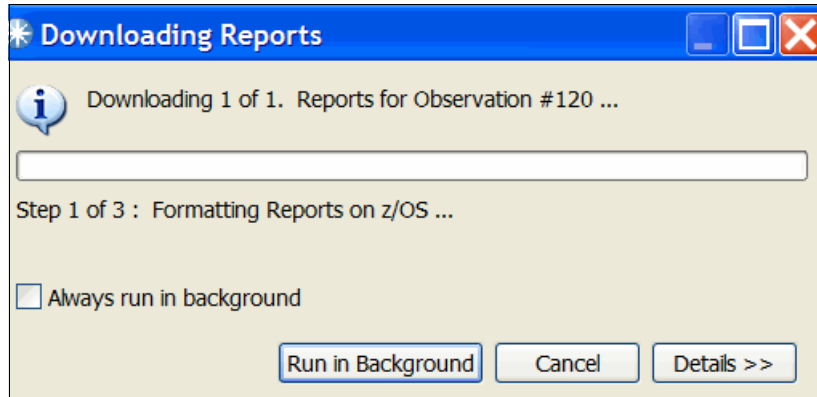 Downloading Reports
Downloading 1 of 1.  Reports for Observation #120 ...
Step 1 of 3 :  Formatting Reports on z/OS ...
Always run in background
Run in Background Cancel Details >>